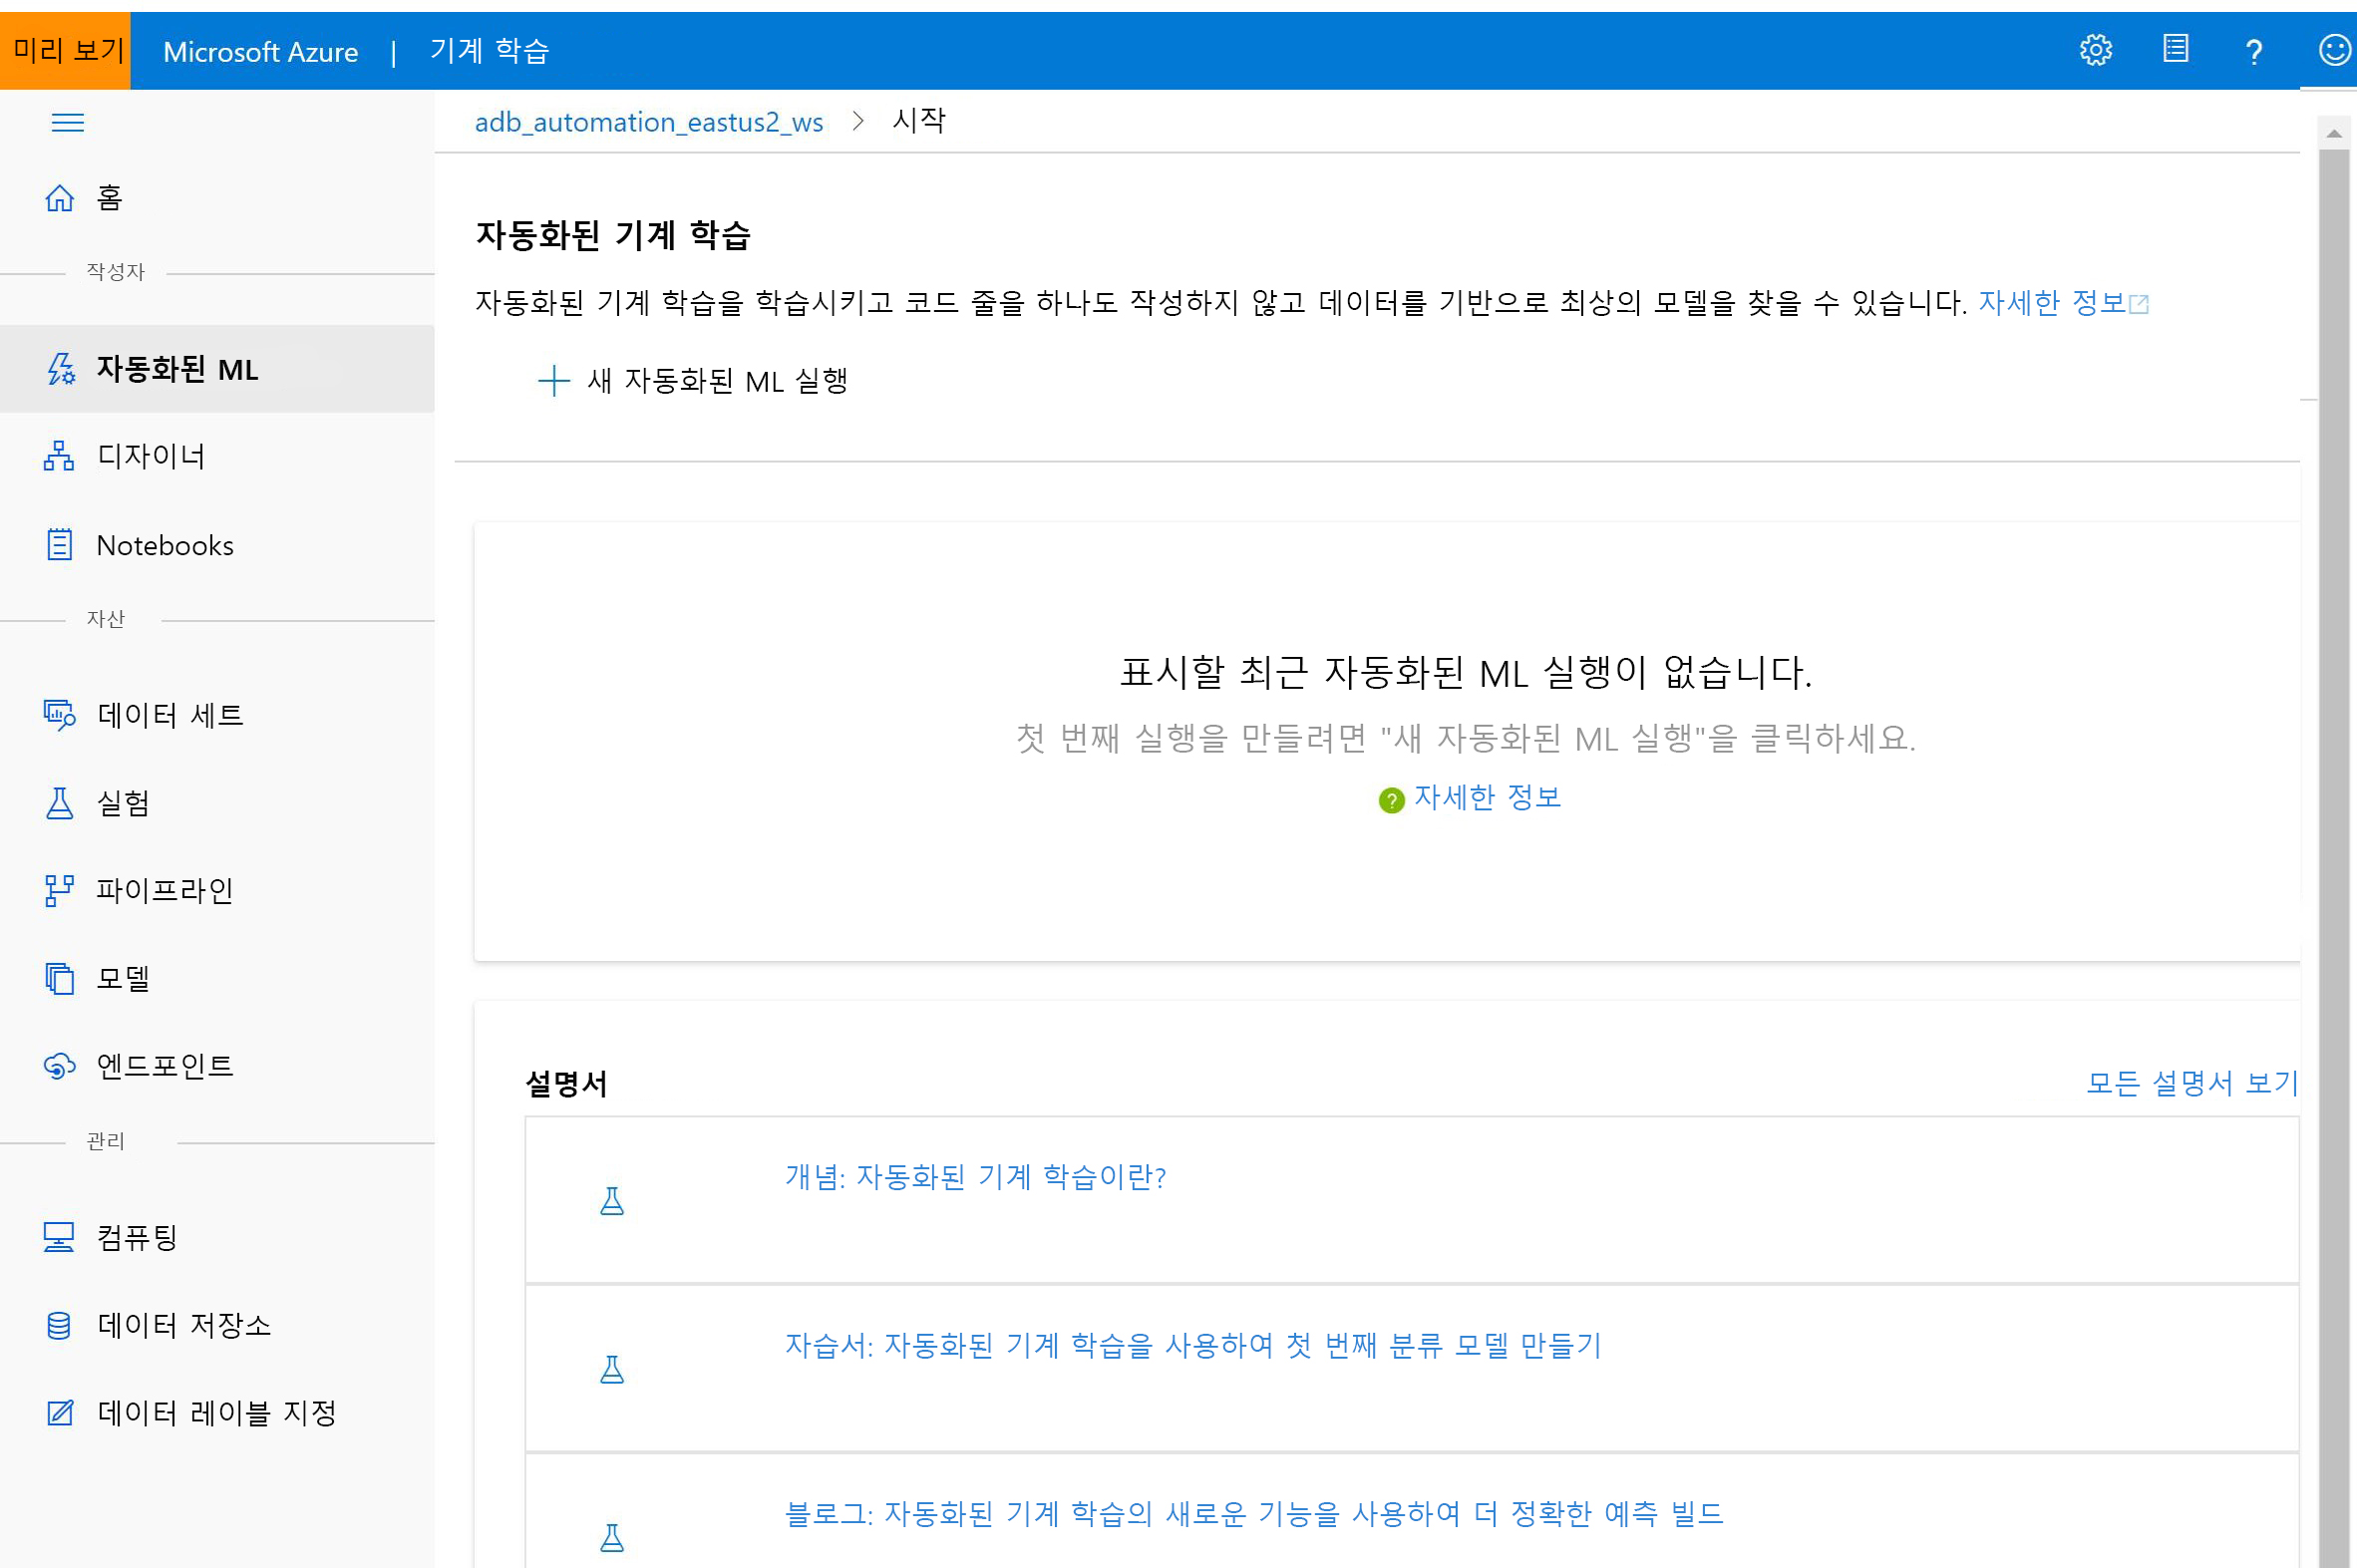 미리 보기 Microsoft Azure | 기계 학습
adb_automation_eastus2_ws > 시작
홈
작성자
자동화된 ML
디자이너
Notebooks
자산
데이터 세트
실험
파이프라인
모델
엔드포인트
관리
컴퓨팅
데이터 저장소
데이터 레이블 지정
자동화된 기계 학습
자동화된 기계 학습을 학습시키고 코드 줄을 하나도 작성하지 않고 데이터를 기반으로 최상의 모델을 찾을 수 있습니다. 자세한 정보
새 자동화된 ML 실행
표시할 최근 자동화된 ML 실행이 없습니다.
첫 번째 실행을 만들려면 "새 자동화된 ML 실행"을 클릭하세요.
자세한 정보
설명서 모든 설명서 보기
개념: 자동화된 기계 학습이란?
자습서: 자동화된 기계 학습을 사용하여 첫 번째 분류 모델 만들기
블로그: 자동화된 기계 학습의 새로운 기능을 사용하여 더 정확한 예측 빌드